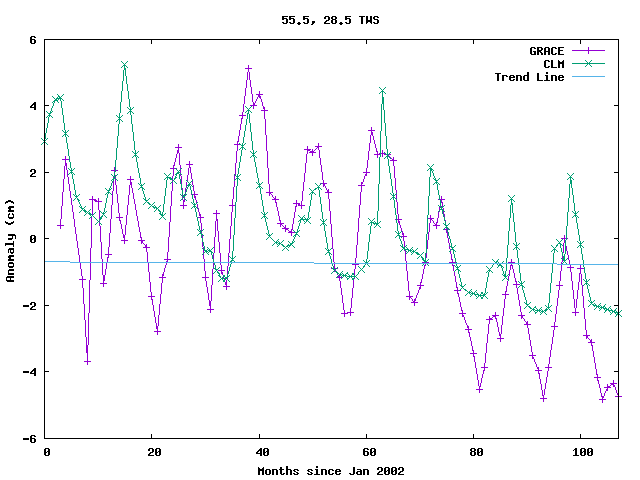 55.5, 28.5 TWS
GRACE
CLM
Trend Line
Anomaly (cm)
6
4
2
0
-2
-4
-6
0 20 40 60 80 100
Months since Jan 2002